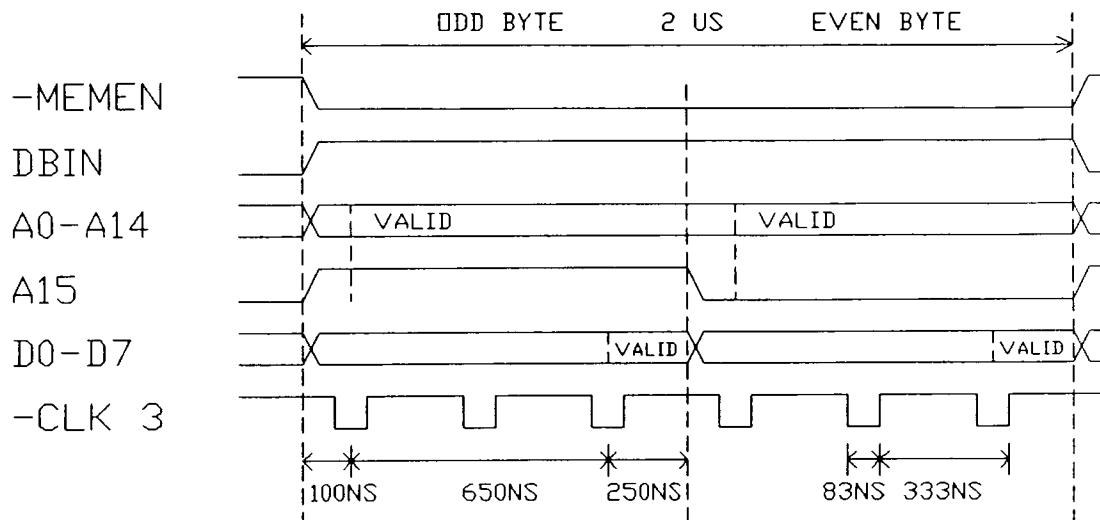 ODD BYTE 2 US EVEN BYTE
-MEMEN
DBIN
A0-A14 VALID VALID
A15
D0-D7 VALID VALID
-CLK 3
100NS 650NS 250NS 83NS 333NS